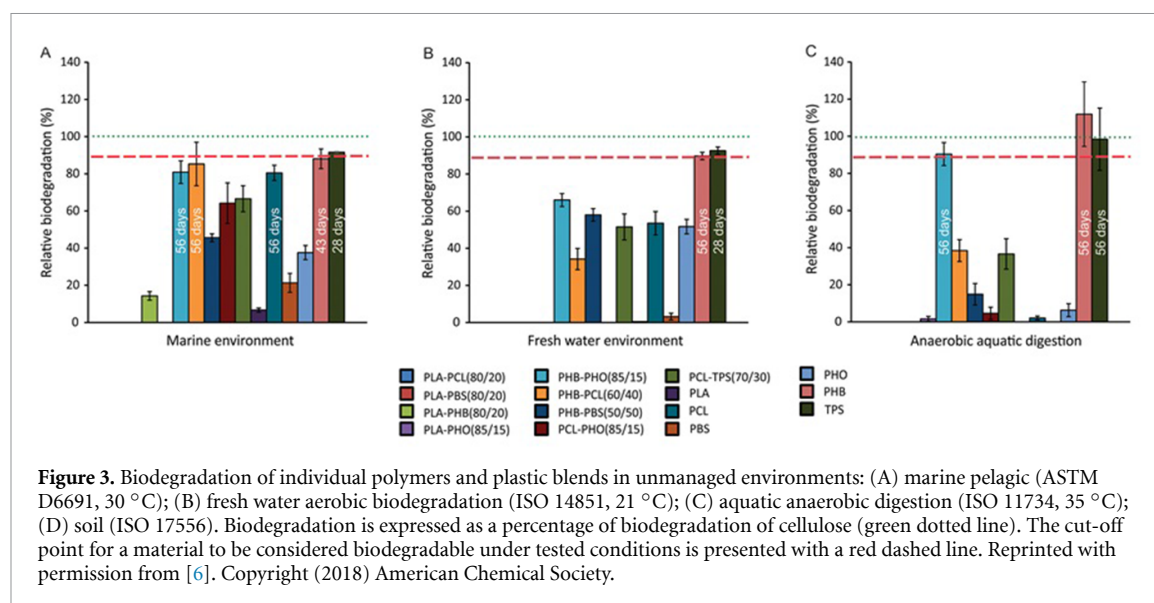 A
B
C
140
120
100
80
60
40
20
0
Relative biodegradation (%)
56 days
56 days
56 days
43 days
28 days
Marine environment
140
120
100
80
60
40
20
0
Relative biodegradation (%)
56 days
28 days
Fresh water environment
140
120
100
80
60
40
20
0
Relative biodegradation (%)
56 days
56 days
56 days
Anaerobic aquatic digestion
PLA-PCL(80/20)
PLA-PBS(80/20)
PLA-PHB(80/20)
PLA-PHO(85/15)
PHB-PHO(85/15)
PHB-PCL(60/40)
PHB-PBS(50/50)
PCL-PHO(85/15)
PCL-TPS(70/30)
PLA
PCL
PBS
PHO
PHB
TPS
Figure 3. Biodegradation of individual polymers and plastic blends in unmanaged environments: (A) marine pelagic (ASTM
D6691, 30 °C); (B) fresh water aerobic biodegradation (ISO 14851, 21 °C); (C) aquatic anaerobic digestion (ISO 11734, 35 °C);
(D) soil (ISO 17556). Biodegradation is expressed as a percentage of biodegradation of cellulose (green dotted line). The cut-off
point for a material to be considered biodegradable under tested conditions is presented with a red dashed line. Reprinted with
permission from [6]. Copyright (2018) American Chemical Society.